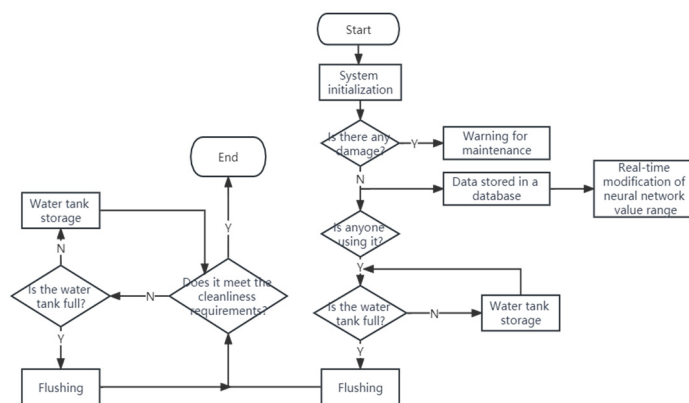 Start
System
initialization
Is there any
damage?
Y
Warning for
maintenance
N
Data stored in a
database
Real-time
modification of
neural network
value range
Is anyone
using it?
Y
Is the water
tank full?
N
Water tank
storage
Y
Flushing
End
Y
Does it meet the
cleanliness
requirements?
N
Water tank
storage
N
Is the water
tank full?
Y
Flushing